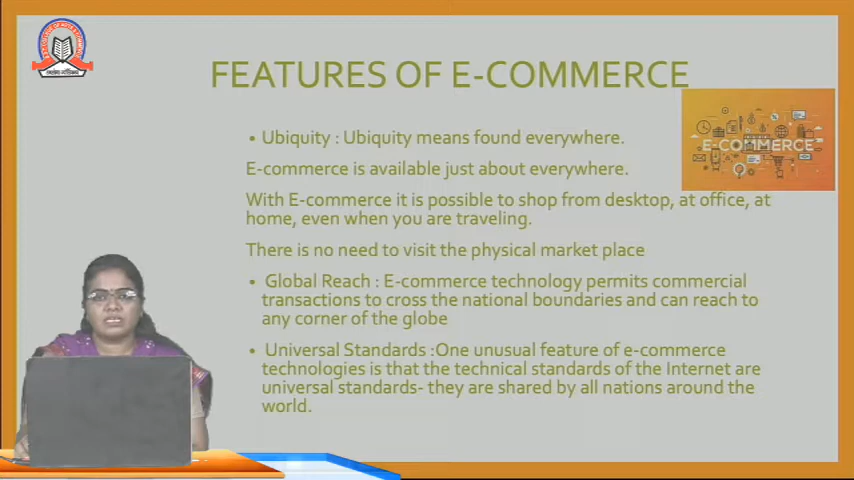 FEATURES OF E-COMMERCE
• Ubiquity : Ubiquity means found everywhere.
E-commerce is available just about everywhere.
With E-commerce it is possible to shop from desktop, at office, at
home, even when you are traveling.
There is no need to visit the physical market place
• Global Reach : E-commerce technology permits commercial
transactions to cross the national boundaries and can reach to
any corner of the globe
• Universal Standards :One unusual feature of e-commerce
technologies is that the technical standards of the Internet are
universal standards- they are shared by all nations around the
world.
E-COMMERCE